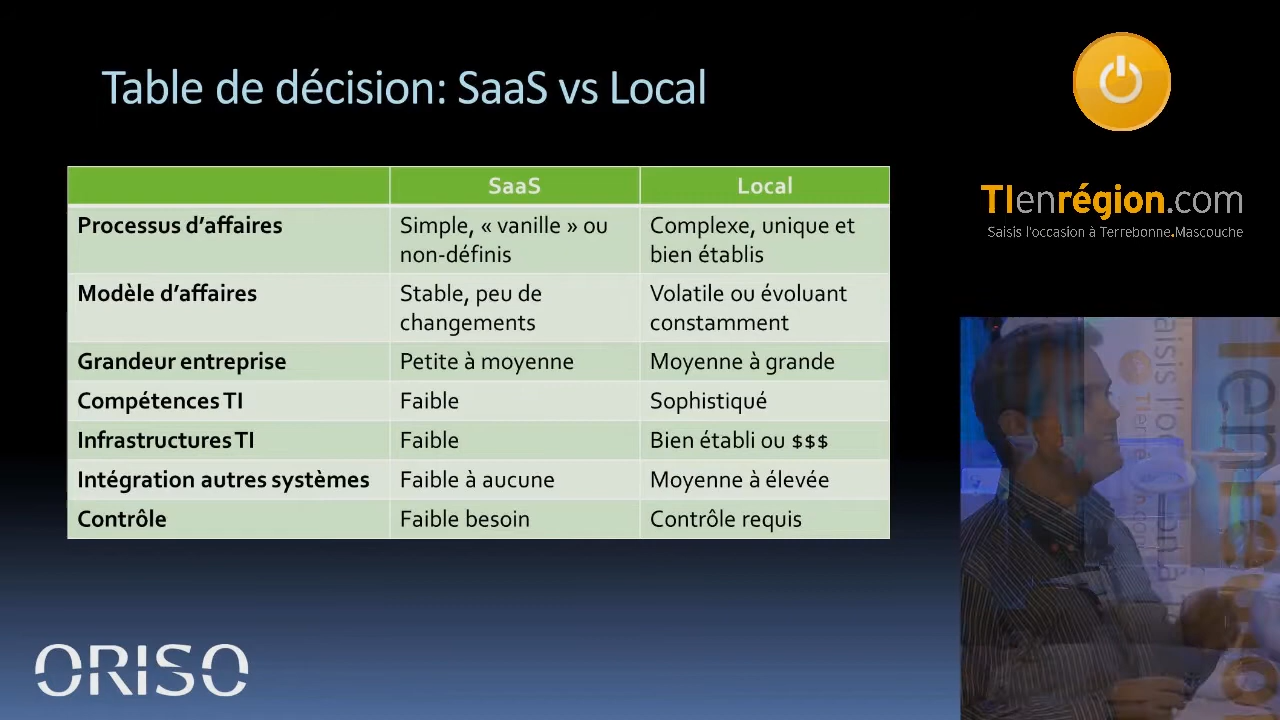 Table de décision: SaaS vs Local
TIenrégion.com
Saisis l'occasion à Terrebonne.Mascouche
SaaS Local
Processus d'affaires Simple, « vanille » ou Complexe, unique et
non-définis bien établis
Modèle d'affaires Stable, peu de Volatile ou évoluant
changements constamment
Grandeur entreprise Petite à moyenne Moyenne à grande
Compétences TI Faible Sophistiqué
Infrastructures TI Faible Bien établi ou $$$
Intégration autres systèmes Faible à aucune Moyenne à élevée
Contrôle Faible besoin Contrôle requis
ORISO